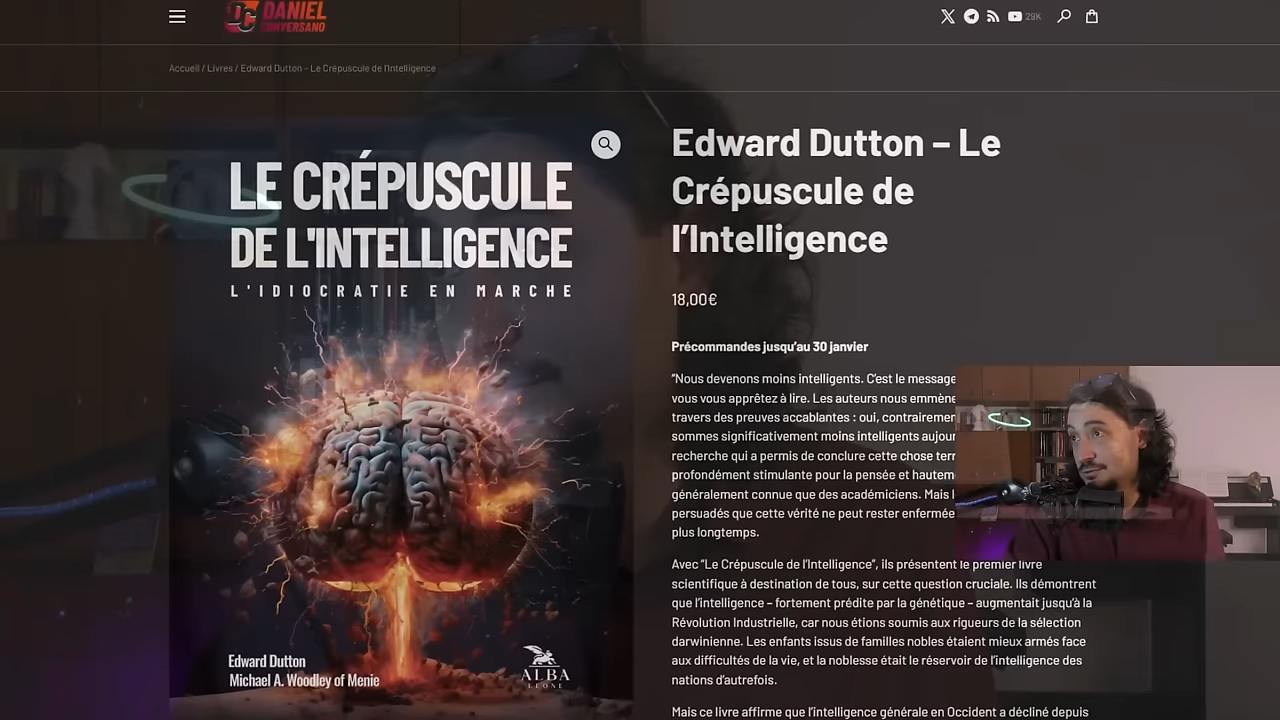 DC DANIEL
CONVERSANO
29K
Accueil / Livres / Edward Dutton – Le Crépuscule de l'Intelligence
LE CRÉPUSCULE
DE L'INTELLIGENCE
L'IDIOCRATIE EN MARCHE
Edward Dutton
Michael A. Woodley of Menie
ALBA
LEONE
Edward Dutton – Le
Crépuscule de
l'Intelligence
18,00€
Précommandes jusqu'au 30 janvier
"Nous devenons moins intelligents. C'est le message
vous vous apprêtez à lire. Les auteurs nous emmène
travers des preuves accablantes : oui, contrairemen
sommes significativement moins intelligents aujour
recherche qui a permis de conclure cette chose terr
profondément stimulante pour la pensée et hautem
généralement connue que des académiciens. Mais l
persuadés que cette vérité ne peut rester enfermée
plus longtemps.
Avec "Le Crépuscule de l'Intelligence", ils présentent le premier livre
scientifique à destination de tous, sur cette question cruciale. Ils démontrent
que l'intelligence – fortement prédite par la génétique – augmentait jusqu'à la
Révolution Industrielle, car nous étions soumis aux rigueurs de la sélection
darwinienne. Les enfants issus de familles nobles étaient mieux armés face
aux difficultés de la vie, et la noblesse était le réservoir de l'intelligence des
nations d'autrefois.
Mais ce livre affirme que l'intelligence générale en Occident a décliné depuis